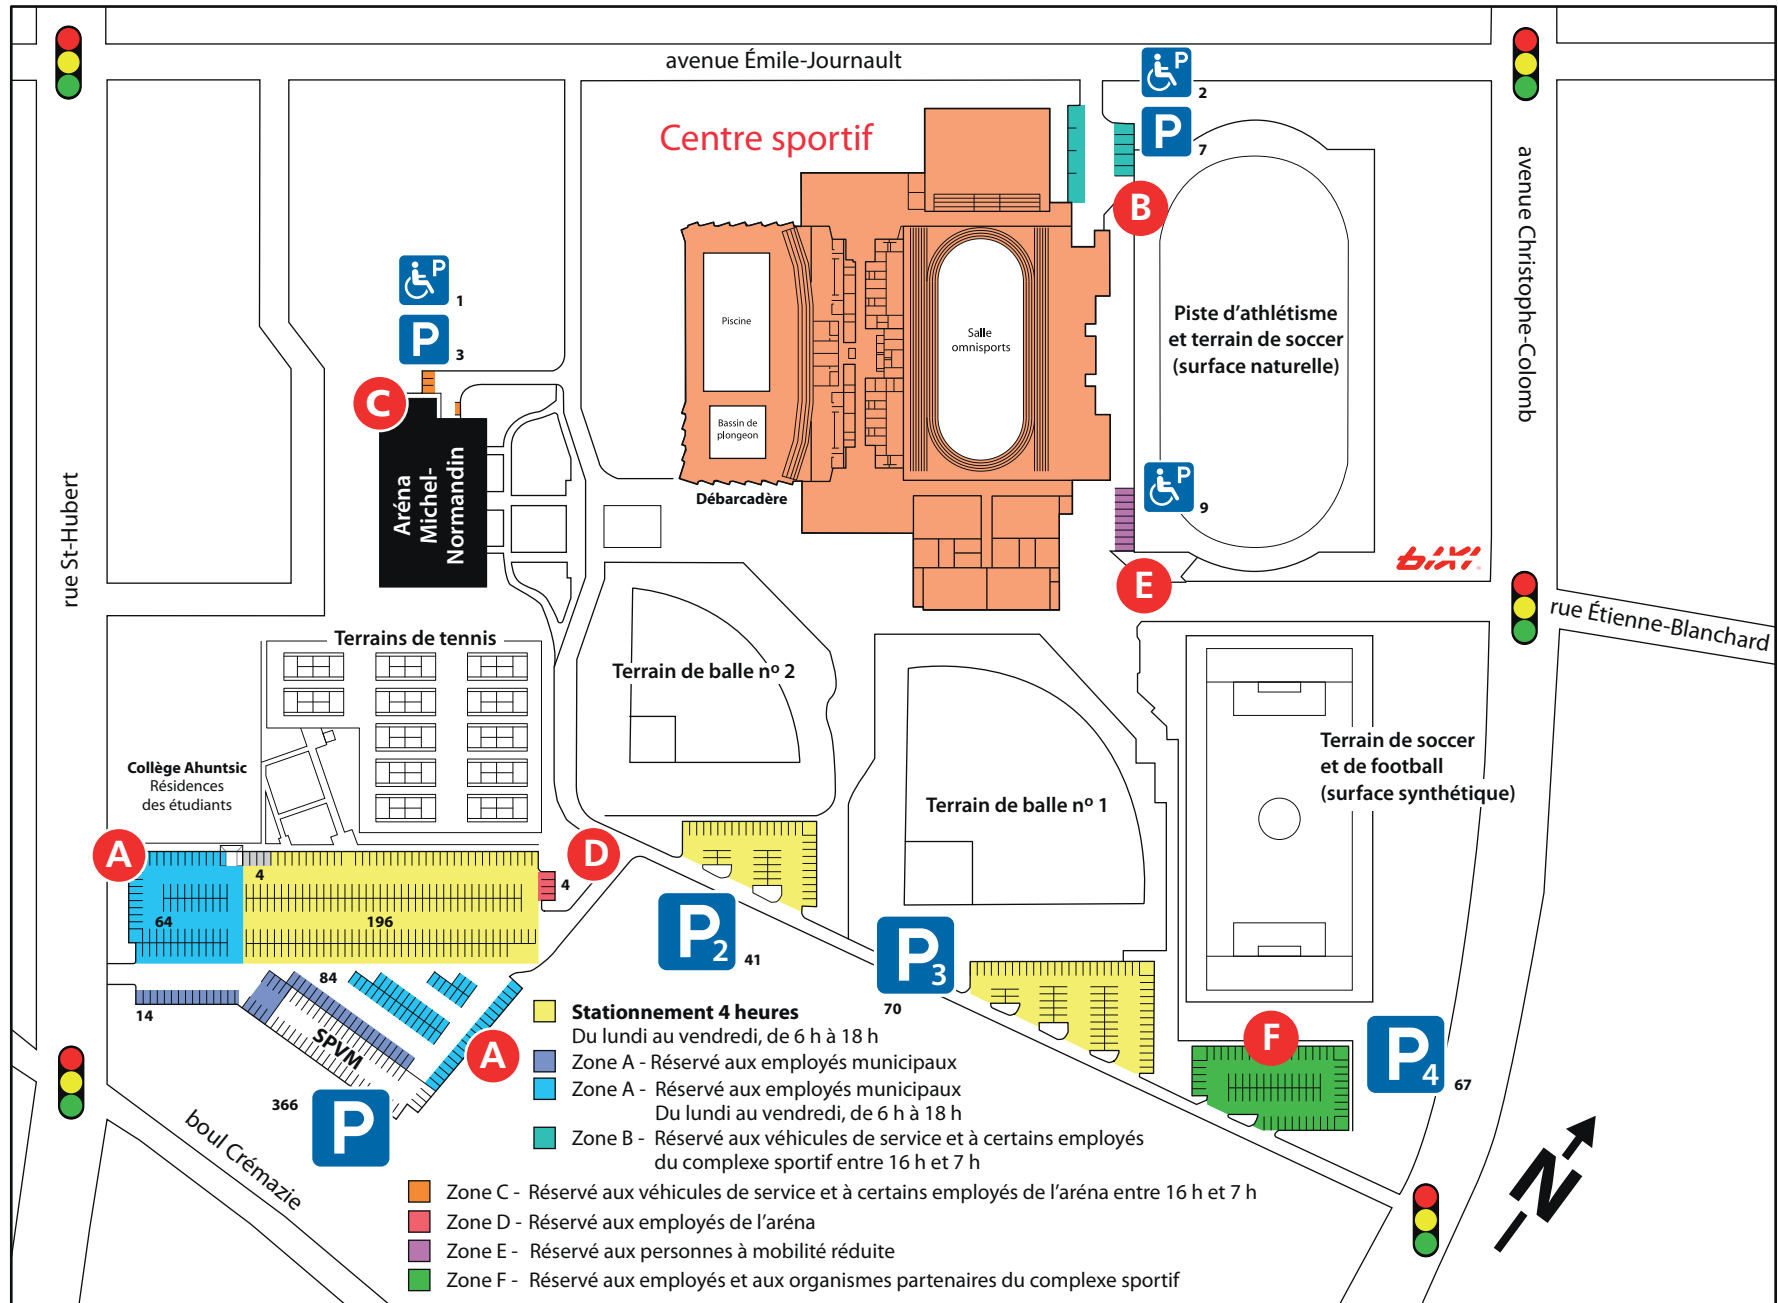 avenue Émile-Journault
P
2
P
7
Centre sportif
B
avenue Christophe-Colomb
P
1
P
3
C
Piscine
Bassin de
plongeon
Salle
omnisports
Piste d'athlétisme
et terrain de soccer
(surface naturelle)
P
9
Débarcadère
Aréna
Michel-
Normandin
rue St-Hubert
bixi
E
rue Étienne-Blanchard
Terrains de tennis
Terrain de balle nº 2
Terrain de balle nº 1
Terrain de soccer
et de football
(surface synthétique)
Collège Ahuntsic
Résidences
des étudiants
A
D
4
4
64
196
P2
41
P3
70
84
14
SPVM
A
366
P
F
P4
67
boul Crémazie
Stationnement 4 heures
Du lundi au vendredi, de 6 h à 18 h
Zone A - Réservé aux employés municipaux
Zone A - Réservé aux employés municipaux
Du lundi au vendredi, de 6 h à 18 h
Zone B - Réservé aux véhicules de service et à certains employés
du complexe sportif entre 16 h et 7 h
Zone C - Réservé aux véhicules de service et à certains employés de l'aréna entre 16 h et 7 h
Zone D - Réservé aux employés de l'aréna
Zone E - Réservé aux personnes à mobilité réduite
Zone F - Réservé aux employés et aux organismes partenaires du complexe sportif
N